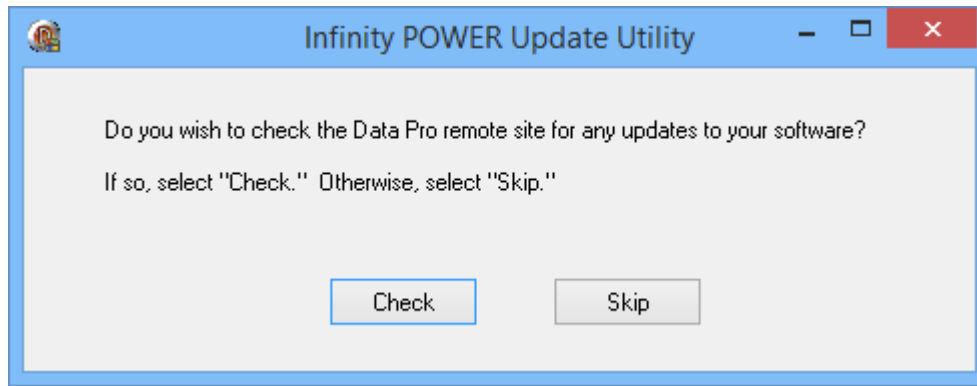 Infinity POWER Update Utility
Do you wish to check the Data Pro remote site for any updates to your software?
If so, select "Check." Otherwise, select "Skip."
Check Skip